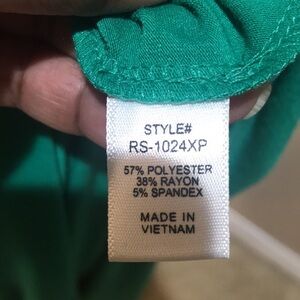 STYLE#
RS-1024XP
57% POLYESTER
38% RAYON
5% SPANDEX
MADE IN
VIETNAM